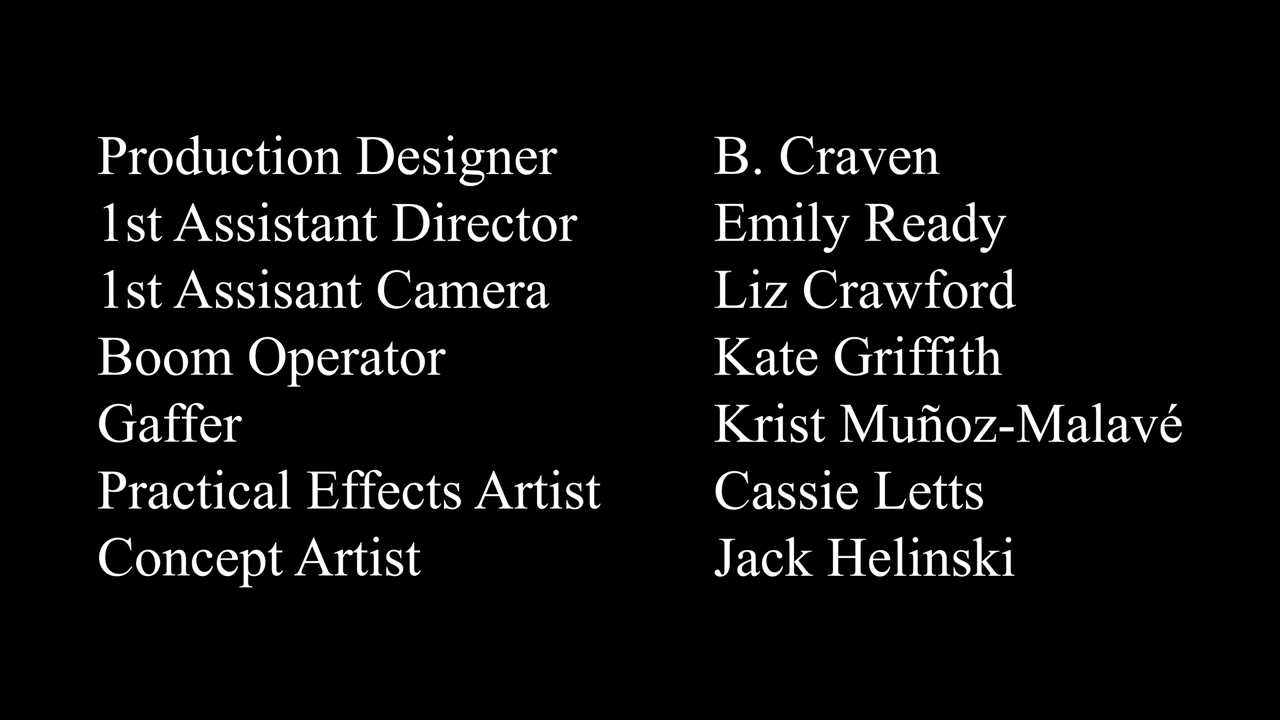 Production Designer B. Craven
1st Assistant Director Emily Ready
1st Assisant Camera Liz Crawford
Boom Operator Kate Griffith
Gaffer Krist Muñoz-Malavé
Practical Effects Artist Cassie Letts
Concept Artist Jack Helinski